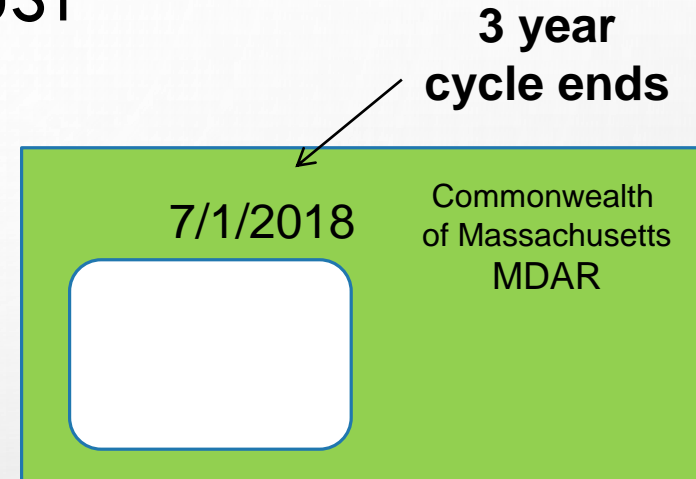 3 year
cycle ends
7/1/2018
Commonwealth
of Massachusetts
MDAR